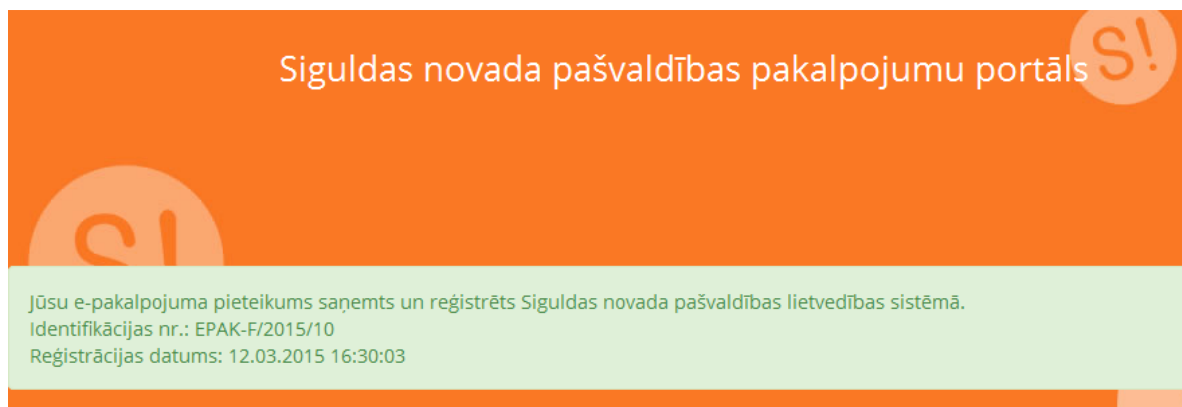 Siguldas novada pašvaldības pakalpojumu portāls
S!
S!
Jūsu e-pakalpojuma pieteikums saņemts un reģistrēts Siguldas novada pašvaldības lietvedības sistēmā.
Identifikācijas nr.: EPAK-F/2015/10
Reģistrācijas datums: 12.03.2015 16:30:03